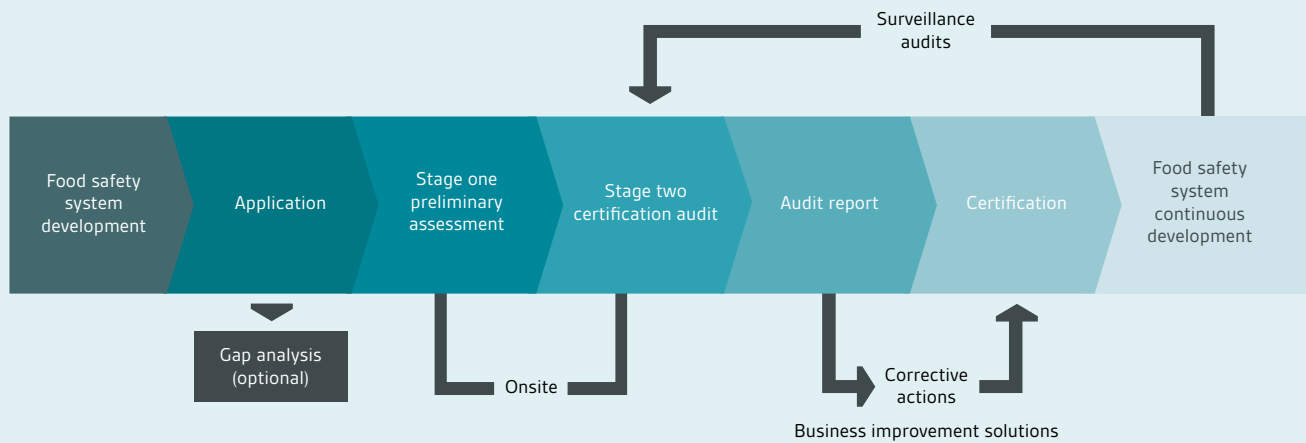 Surveillance
audits
Food safety
system
development
Application
Stage one
preliminary
assessment
Stage two
certification audit
Audit report
Certification
Food safety
system
continuous
development
Gap analysis
(optional)
Onsite
Corrective
actions
Business improvement solutions